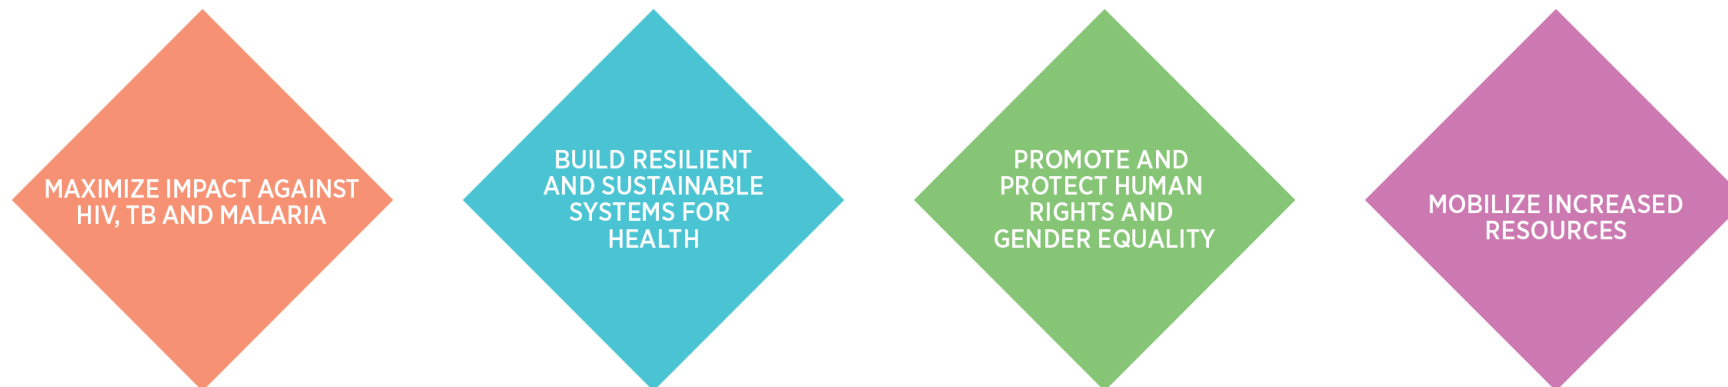 MAXIMIZE IMPACT AGAINST
HIV, TB AND MALARIA
BUILD RESILIENT
AND SUSTAINABLE
SYSTEMS FOR
HEALTH
PROMOTE AND
PROTECT HUMAN
RIGHTS AND
GENDER EQUALITY
MOBILIZE INCREASED
RESOURCES